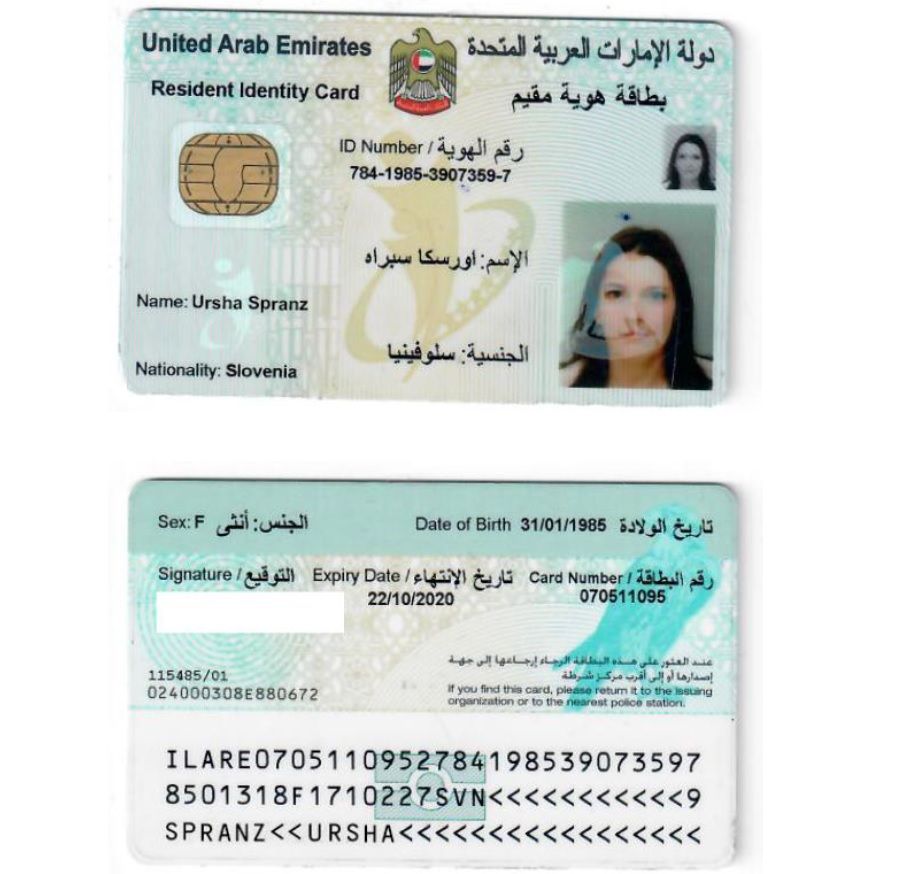 United Arab Emirates دولة الإمارات العربية المتحدة
Resident Identity Card بطاقة هوية مقيم
ID Number / رقم الهوية
784-1985-3907359-7
الإسم: اورسكا سبراه
Name: Ursha Spranz
الجنسية: سلوفينيا
Nationality: Slovenia
Sex: F الجنس: أنثى Date of Birth 31/01/1985 تاريخ الولادة
Signature / التوقيع Expiry Date / تاريخ الإنتهاء Card Number / رقم البطاقة
22/10/2020 070511095
عند العثور على هذه البطاقة الرجاء إرجاعها إلى جهة
إصدارها أو إلى أقرب مركز شرطة
115485/01
If you find this card, please return it to the issuing
024000308E880672
organization or to the nearest police station.
ILARE0705110952784198539073597
8501318F1710227SVN<<<<<<<<<<<9
SPRANZ<<URSHA<<<<<<<<<<<<<<<<<